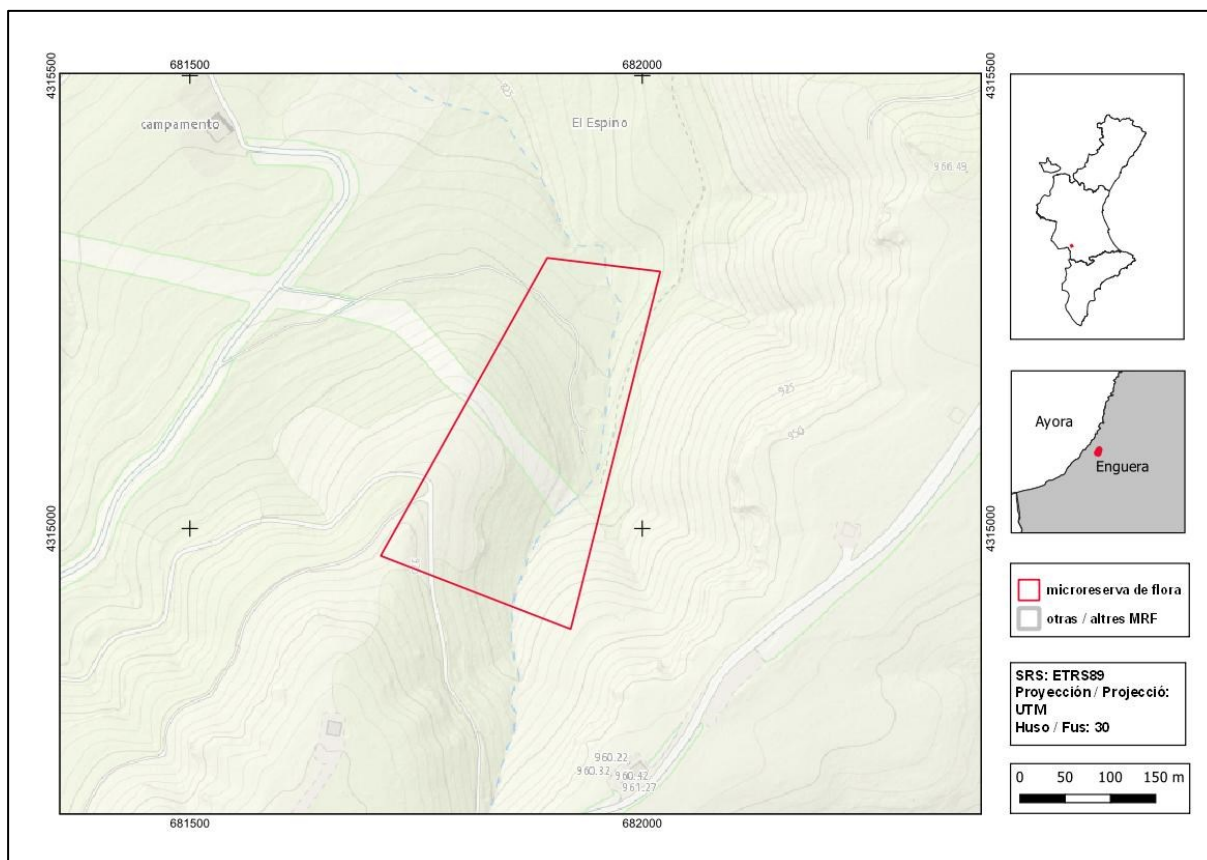 681500
682000
4315500
4315500
campamento
El Espino
966.49
925
950
4315000
4315000
960.22
960.32
960.42
961.27
681500
682000
Ayora
Enguera
microreserva de flora
otras / altres MRF
SRS: ETRS89
Proyección / Projecció:
UTM
Huso / Fus: 30
0 50 100 150 m